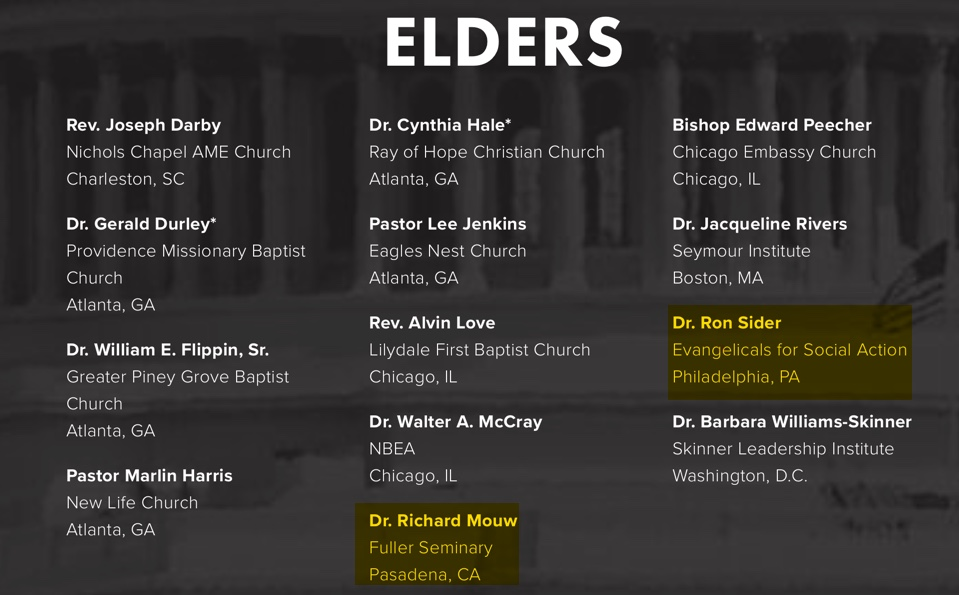 ELDERS
Rev. Joseph Darby
Nichols Chapel AME Church
Charleston, SC
Dr. Gerald Durley*
Providence Missionary Baptist
Church
Atlanta, GA
Dr. William E. Flippin, Sr.
Greater Piney Grove Baptist
Church
Atlanta, GA
Pastor Marlin Harris
New Life Church
Atlanta, GA
Dr. Cynthia Hale*
Ray of Hope Christian Church
Atlanta, GA
Pastor Lee Jenkins
Eagles Nest Church
Atlanta, GA
Rev. Alvin Love
Lilydale First Baptist Church
Chicago, IL
Dr. Walter A. McCray
NBEA
Chicago, IL
Dr. Richard Mouw
Fuller Seminary
Pasadena, CA
Bishop Edward Peecher
Chicago Embassy Church
Chicago, IL
Dr. Jacqueline Rivers
Seymour Institute
Boston, MA
Dr. Ron Sider
Evangelicals for Social Action
Philadelphia, PA
Dr. Barbara Williams-Skinner
Skinner Leadership Institute
Washington, D.C.